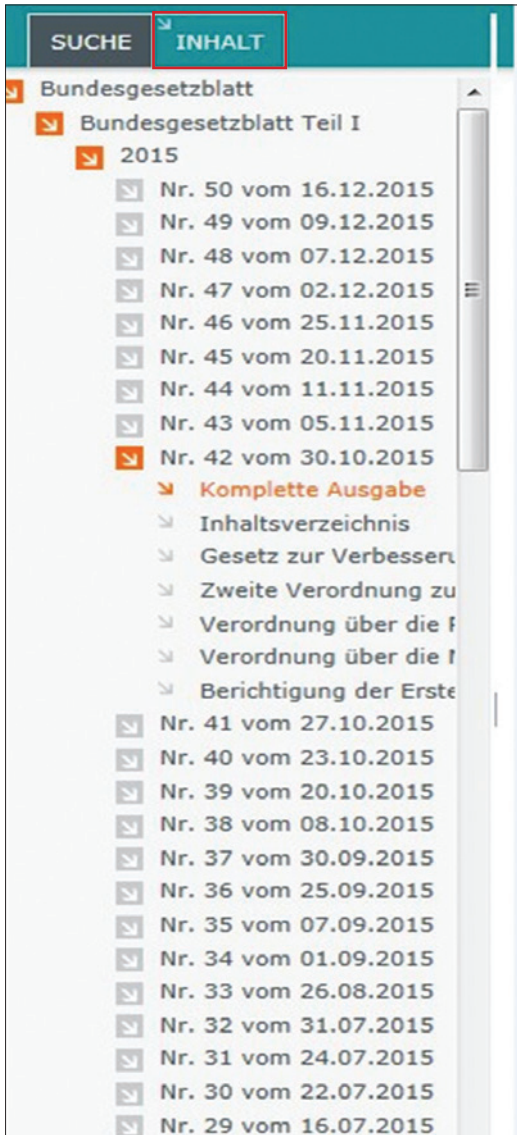 SUCHE INHALT
Bundesgesetzblatt
Bundesgesetzblatt Teil I
2015
Nr. 50 vom 16.12.2015
Nr. 49 vom 09.12.2015
Nr. 48 vom 07.12.2015
Nr. 47 vom 02.12.2015
Nr. 46 vom 25.11.2015
Nr. 45 vom 20.11.2015
Nr. 44 vom 11.11.2015
Nr. 43 vom 05.11.2015
Nr. 42 vom 30.10.2015
Komplette Ausgabe
Inhaltsverzeichnis
Gesetz zur
Zweite Verordnung zu
Verordnung über die
Verordnung über die
Berichtigung der Erste
Nr. 41 vom 27.10.2015
Nr. 40 vom 23.10.2015
Nr. 39 vom 20.10.2015
Nr. 38 vom 08.10.2015
Nr. 37 vom 30.09.2015
Nr. 36 vom 25.09.2015
Nr. 35 vom 07.09.2015
Nr. 34 vom 01.09.2015
Nr. 33 vom 26.08.2015
Nr. 32 vom 31.07.2015
Nr. 31 vom 24.07.2015
Nr. 30 vom 22.07.2015
Nr. 29 vom 16.07.2015